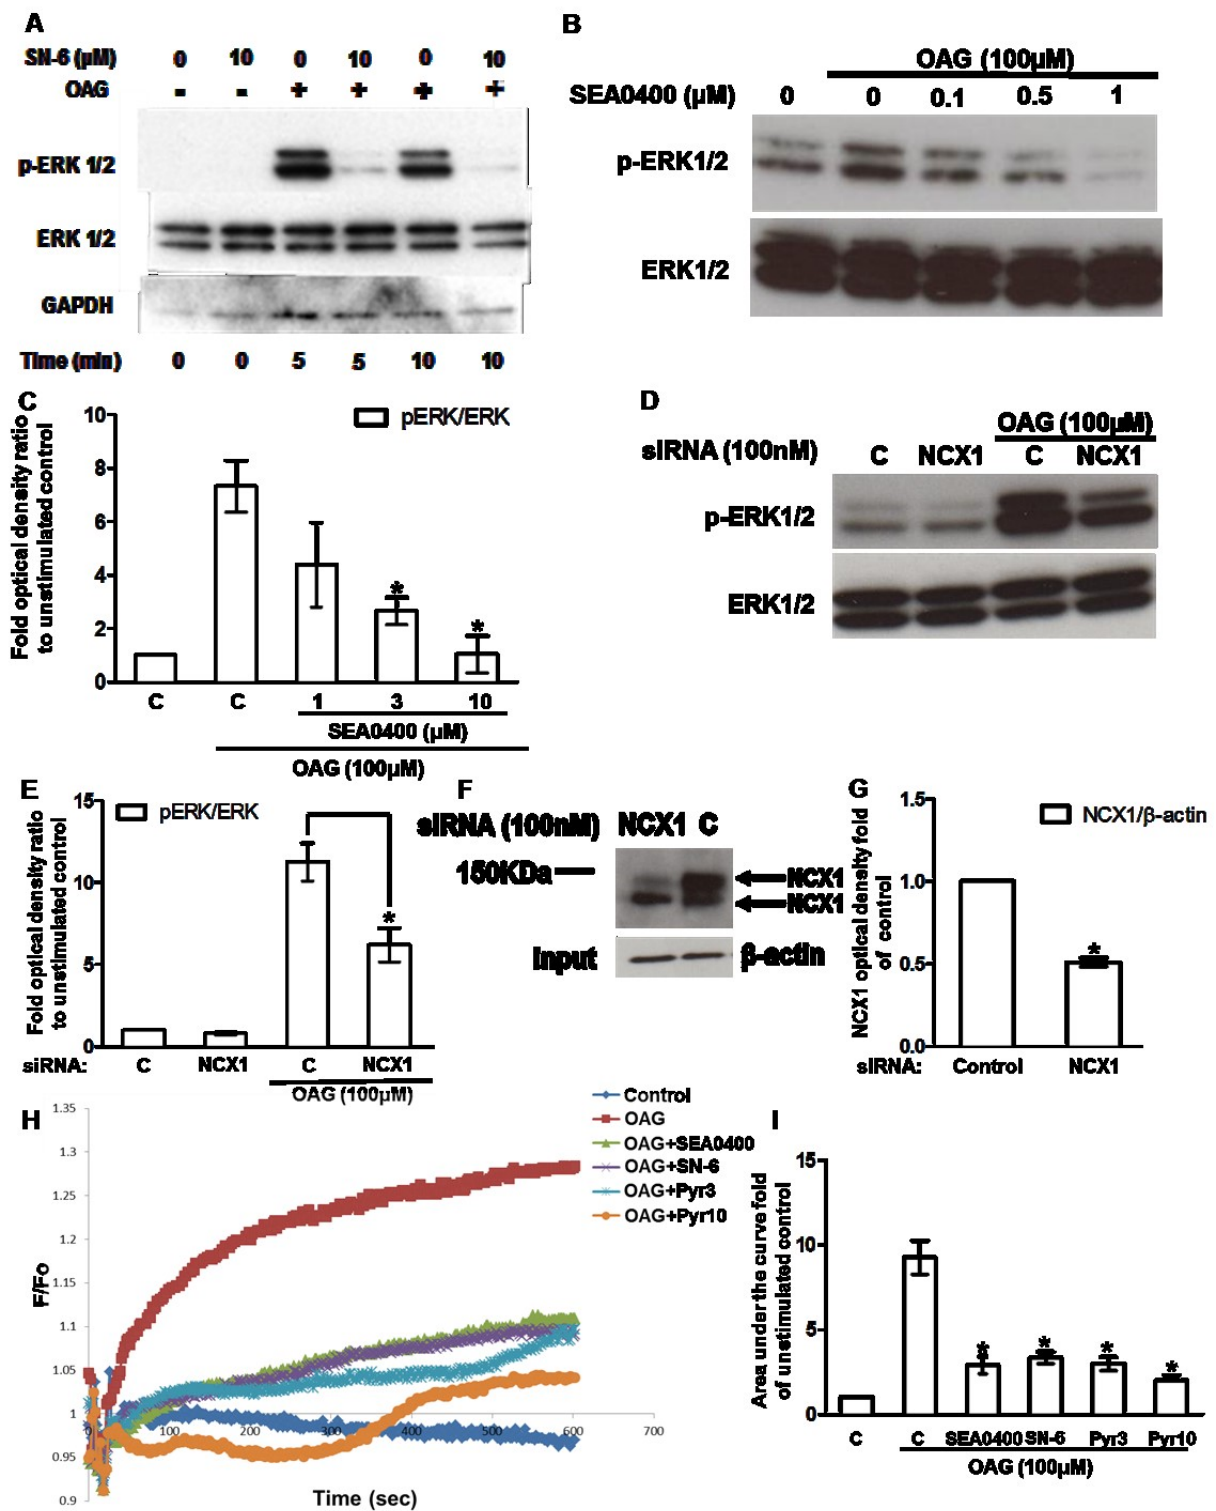 A
SN-6 (µM) 0 10 0 10 0 10
OAG - - + + + +
p-ERK 1/2
ERK 1/2
GAPDH
Time (min) 0 0 5 5 10 10
B
OAG (100µM)
SEA0400 (µM) 0 0 0.1 0.5 1
p-ERK1/2
ERK1/2
C
Fold optical density ratio
to unstimulated control
pERK/ERK
10
8
6
4
2
0
* *
C C 1 3 10
SEA0400 (µM)
OAG (100µM)
D
OAG (100µM)
siRNA (100nM) C NCX1 C NCX1
p-ERK1/2
ERK1/2
E
Fold optical density ratio
to unstimulated control
pERK/ERK
15
10
5
0
*
siRNA: C NCX1 C NCX1
OAG (100µM)
F
siRNA (100nM) NCX1 C
150KDa
NCX1
NCX1
Input β-actin
G
NCX1 optical density fold
of control
NCX1/β-actin
1.5
1.0
0.5
0.0
*
siRNA: Control NCX1
H
F/Fo
1.35
1.3
1.25
1.2
1.15
1.1
1.05
1
0.95
0.9
0 100 200 300 400 500 600 700
Time (sec)
Control
OAG
OAG+SEA0400
OAG+SN-6
OAG+Pyr3
OAG+Pyr10
I
Area under the curve fold
of unstimulated control
15
10
5
0
* * * *
C C SEA0400 SN-6 Pyr3 Pyr10
OAG (100µM)